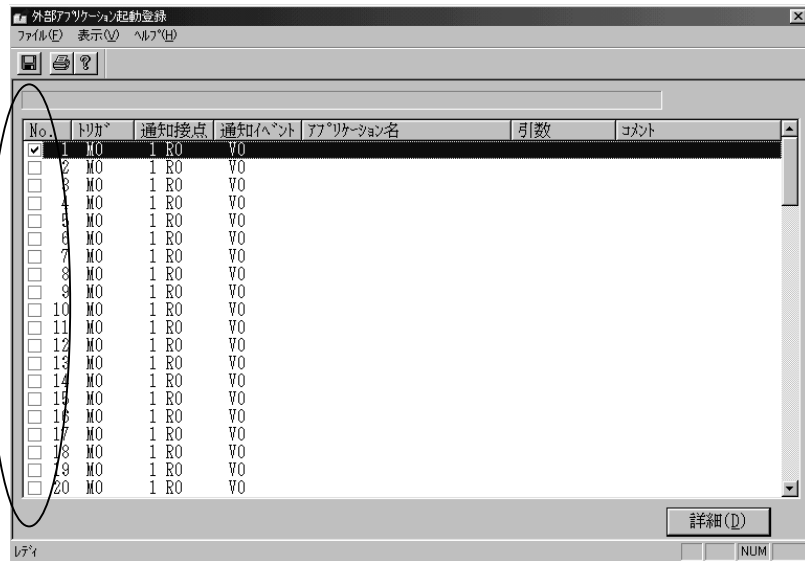 外部ｱﾌﾟﾘｹｰｼｮﾝ起動登録
ﾌｧｲﾙ(F) 表示(V) ﾍﾙﾌﾟ(H)
No. ﾄﾘｶﾞ 通知接点 通知ｲﾍﾞﾝﾄ ｱﾌﾟﾘｹｰｼｮﾝ名 引数 ｺﾒﾝﾄ
1 M0 1 R0 V0
2 M0 1 R0 V0
3 M0 1 R0 V0
4 M0 1 R0 V0
5 M0 1 R0 V0
6 M0 1 R0 V0
7 M0 1 R0 V0
8 M0 1 R0 V0
9 M0 1 R0 V0
10 M0 1 R0 V0
11 M0 1 R0 V0
12 M0 1 R0 V0
13 M0 1 R0 V0
14 M0 1 R0 V0
15 M0 1 R0 V0
16 M0 1 R0 V0
17 M0 1 R0 V0
18 M0 1 R0 V0
19 M0 1 R0 V0
20 M0 1 R0 V0
詳細(D)
ﾚﾃﾞｨ NUM